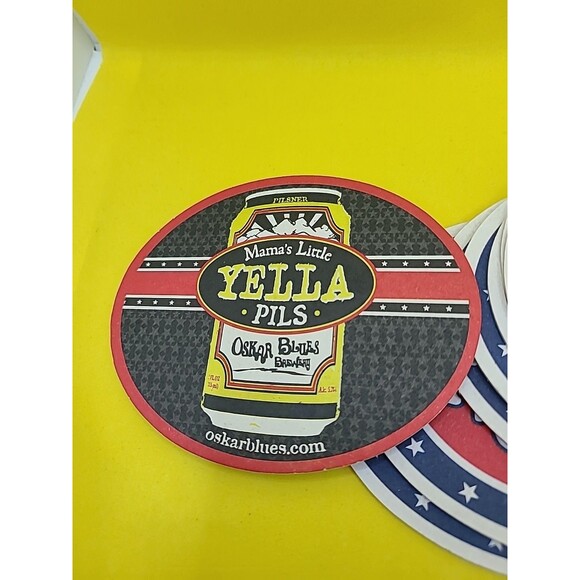 PILSNER
Mama's Little
YELLA
• PILS •
OSKAR BLUES
BREWERY
oskarblues.com